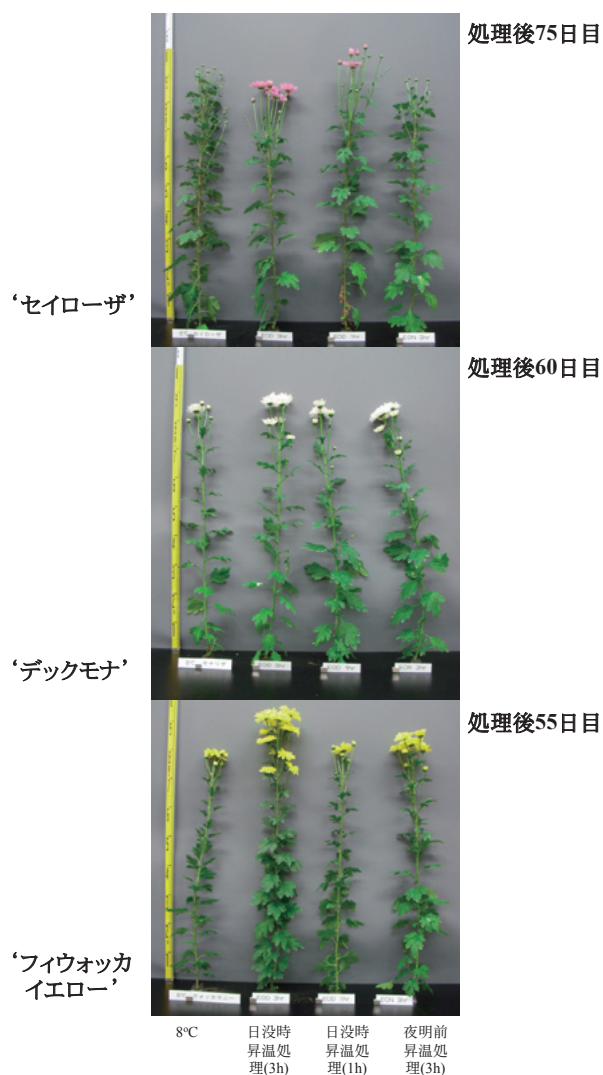 処理後75日目
‘セイローザ’
処理後60日目
‘デックモナ’
処理後55日目
‘フィウォッカ
イエロー’
8℃
日没時
昇温処
理(3h)
日没時
昇温処
理(1h)
夜明前
昇温処
理(3h)